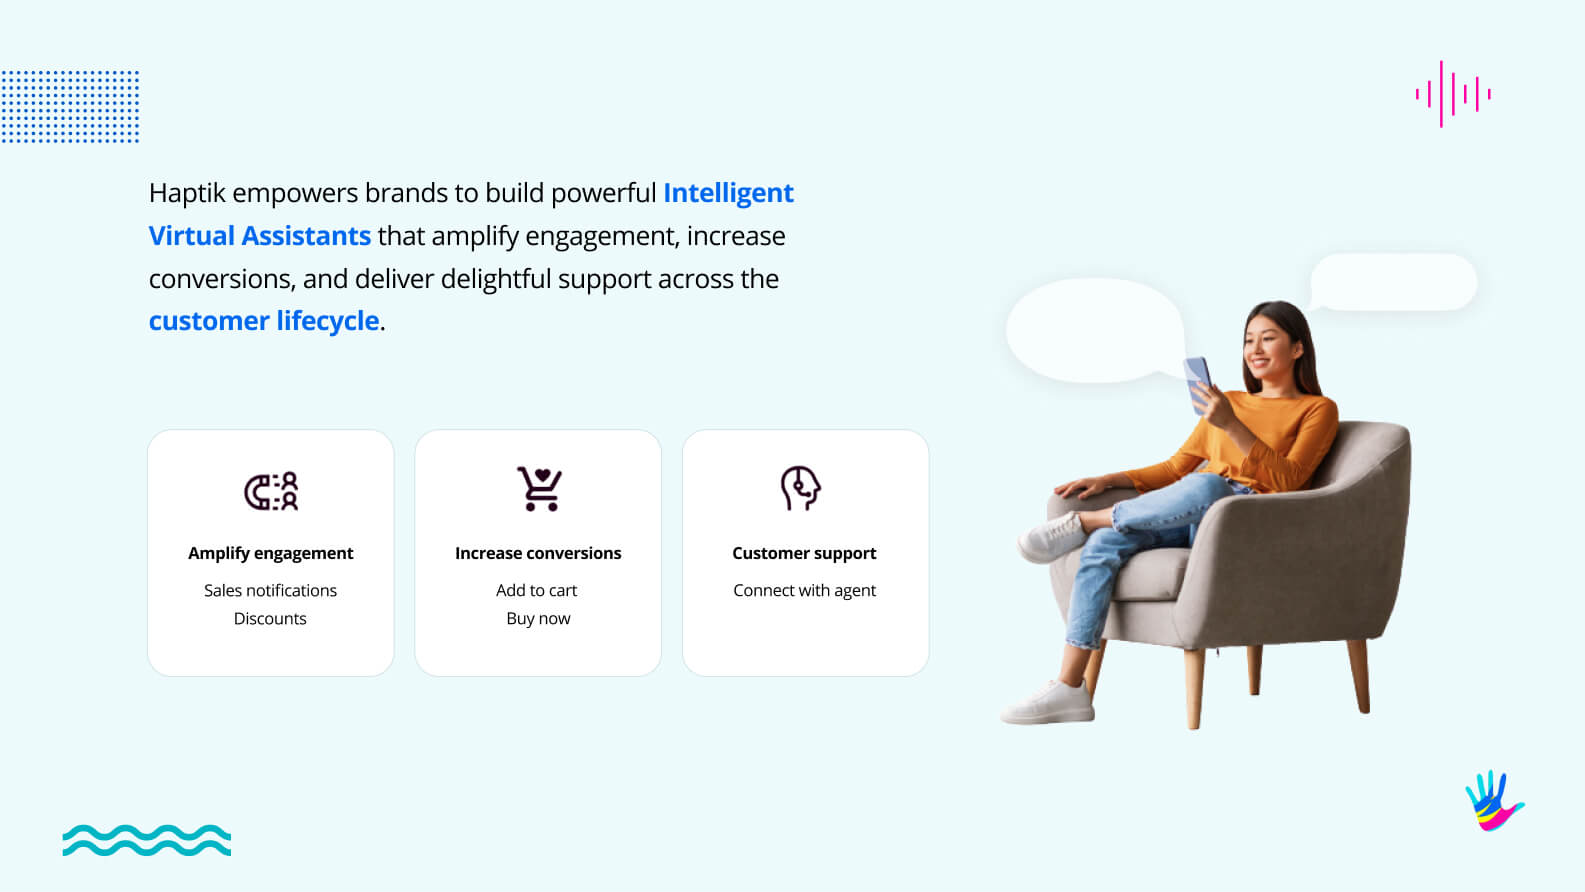 Haptik empowers brands to build powerful Intelligent
Virtual Assistants that amplify engagement, increase
conversions, and deliver delightful support across the
customer lifecycle.
Amplify engagement
Sales notifications
Discounts
Increase conversions
Add to cart
Buy now
Customer support
Connect with agent